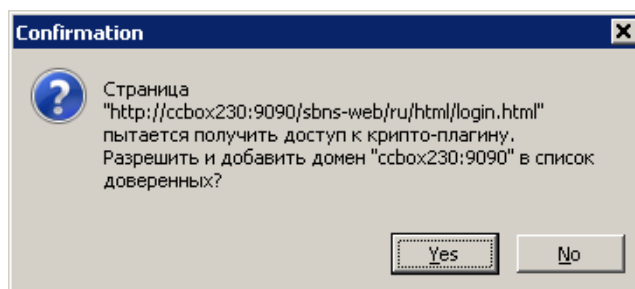 Confirmation
Страница
"http://ccbox230:9090/sbns-web/ru/html/login.html"
пытается получить доступ к крипто-плагину.
Разрешить и добавить домен "ccbox230:9090" в список
доверенных?
Yes
No